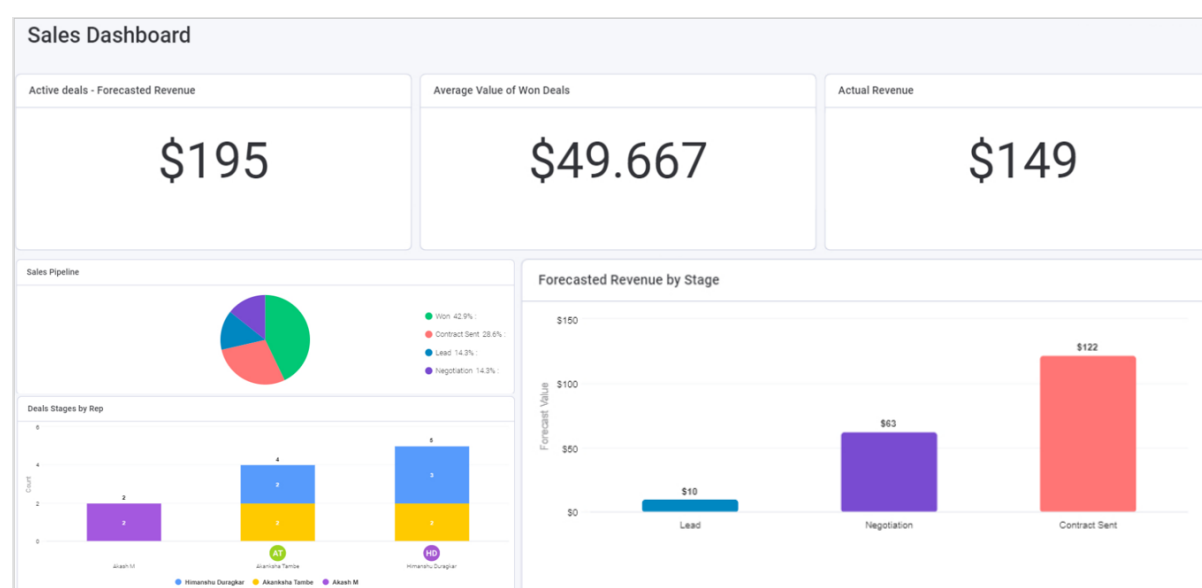 Sales Dashboard
Active deals - Forecasted Revenue
Average Value of Won Deals
Actual Revenue
$195
$49.667
$149
Sales Pipeline
Won 42.9% :
Contract Sent 28.6% :
Lead 14.3% :
Negotiation 14.3% :
Deals Stages by Rep
6
4
2
0
Count
2
2
4
2
2
5
3
2
AT
HD
Akash M
Akanksha Tambe
Himanshu Duragkar
Himanshu Duragkar
Akanksha Tambe
Akash M
Forecasted Revenue by Stage
$150
$100
$50
$0
Forecast Value
$10
$63
$122
Lead
Negotiation
Contract Sent